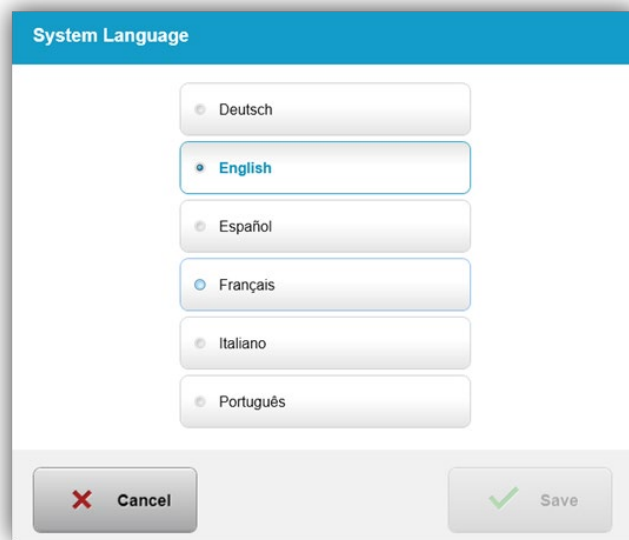 System Language
Deutsch
English
Español
Français
Italiano
Português
Cancel
Save